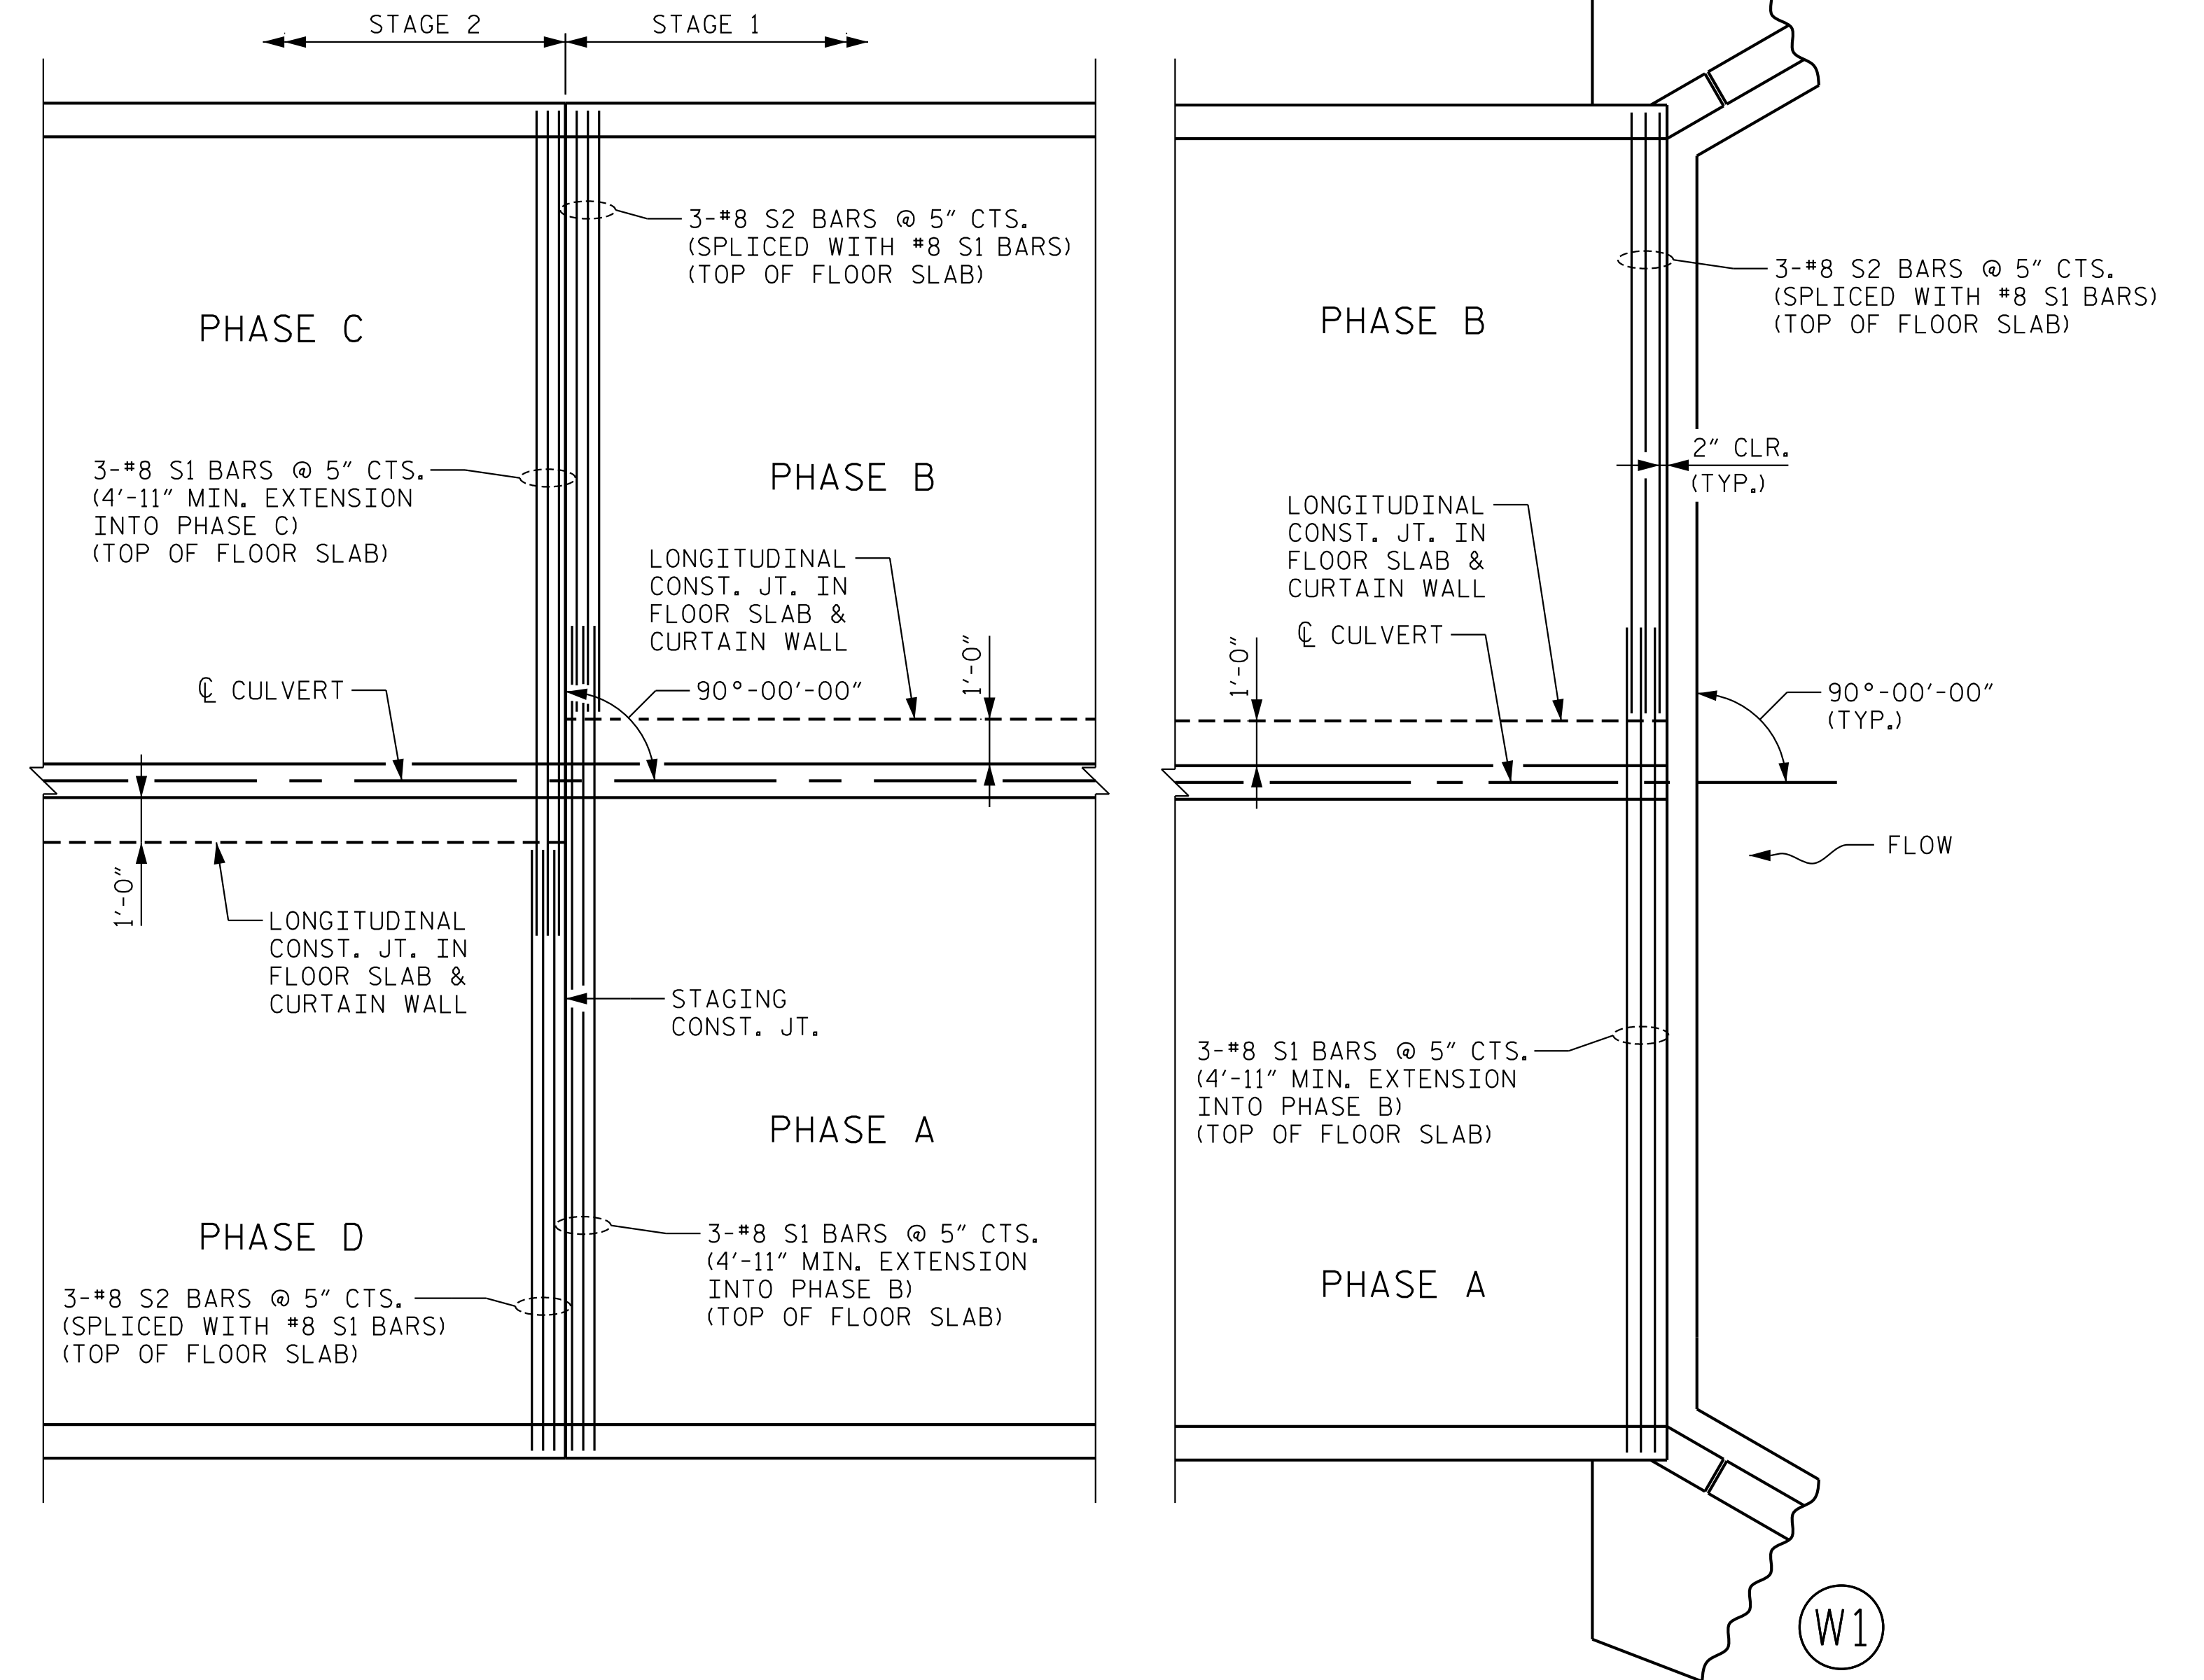 STAGE 2
STAGE 1
3-#8 S2 BARS @ 5" CTS.
(SPLICED WITH #8 S1 BARS)
(TOP OF FLOOR SLAB)
PHASE C
PHASE B
3-#8 S1 BARS @ 5" CTS.
(4'-11" MIN. EXTENSION
INTO PHASE C)
(TOP OF FLOOR SLAB)
LONGITUDINAL
CONST. JT. IN
FLOOR SLAB &
CURTAIN WALL
1'-0"
90°-00'-00"
℄ CULVERT
1'-0"
LONGITUDINAL
CONST. JT. IN
FLOOR SLAB &
CURTAIN WALL
STAGING
CONST. JT.
PHASE A
PHASE D
3-#8 S1 BARS @ 5" CTS.
(4'-11" MIN. EXTENSION
INTO PHASE B)
(TOP OF FLOOR SLAB)
3-#8 S2 BARS @ 5" CTS.
(SPLICED WITH #8 S1 BARS)
(TOP OF FLOOR SLAB)
3-#8 S2 BARS @ 5" CTS.
(SPLICED WITH #8 S1 BARS)
(TOP OF FLOOR SLAB)
PHASE B
2" CLR.
(TYP.)
LONGITUDINAL
CONST. JT. IN
FLOOR SLAB &
CURTAIN WALL
℄ CULVERT
1'-0"
90°-00'-00"
(TYP.)
FLOW
3-#8 S1 BARS @ 5" CTS.
(4'-11" MIN. EXTENSION
INTO PHASE B)
(TOP OF FLOOR SLAB)
PHASE A
W1